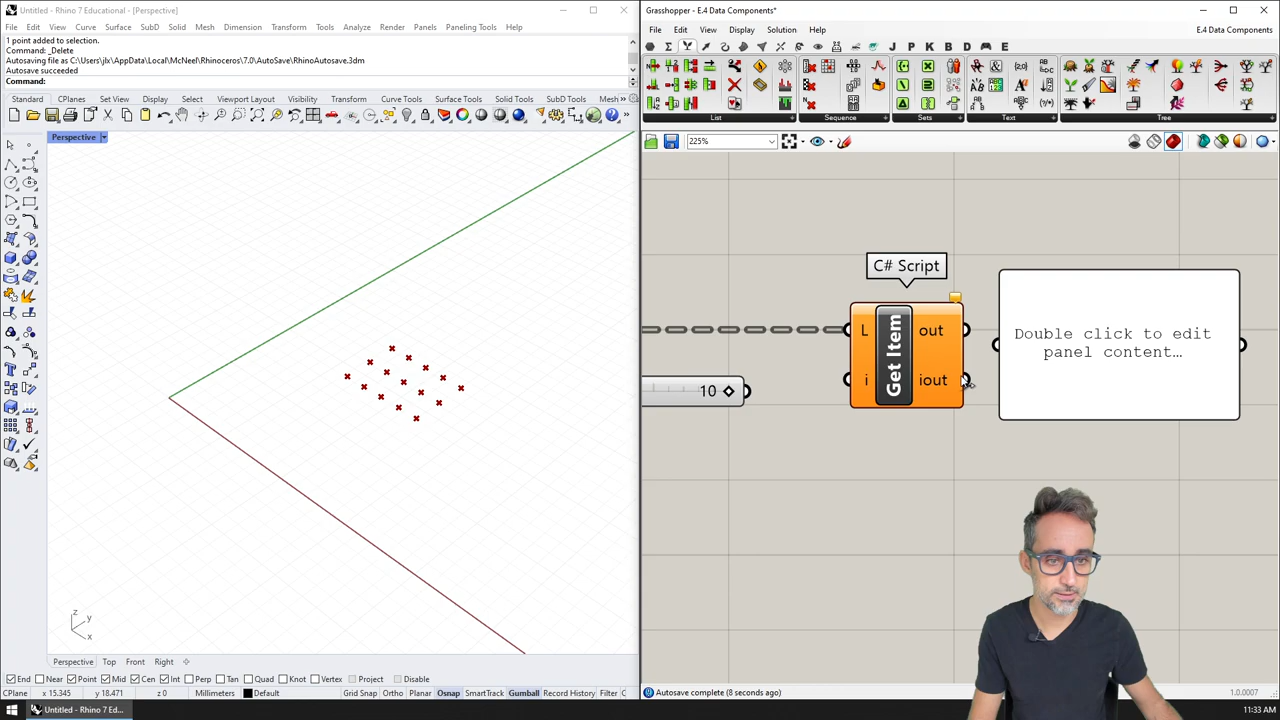 Untitled - Rhino 7 Educational - [Perspective]
File Edit View Curve Surface SubD Solid Mesh Dimension Transform Tools Analyze Render Panels Paneling Tools Help
1 point added to selection.
Command: _Delete
Autosaving file as C:\Users\jlx\AppData\Local\McNeel\Rhinoceros\7.0\AutoSave\RhinoAutosave.3dm
Autosave succeeded
Command:
Standard CPlanes Set View Display Select Viewport Layout Visibility Transform Curve Tools Surface Tools Solid Tools SubD Tools Mesh »
Perspective
z
y
x
Perspective Top Front Right
End Near Point Mid Cen Int Perp Tan Quad Knot Vertex Project Disable
CPlane x 15.345 y 18.471 z 0 Millimeters Default Grid Snap Ortho Planar Osnap SmartTrack Gumball Record History Filter
Untitled - Rhino 7 Ed...
Grasshopper - E.4 Data Components*
File Edit View Display Solution Help
E.4 Data Components
J P K B D E
List Sequence Sets Text Tree
225%
C# Script
L
i
Get Item
out
iout
10
Double click to edit
panel content…
Autosave complete (8 seconds ago)
1.0.0007
11:33 AM